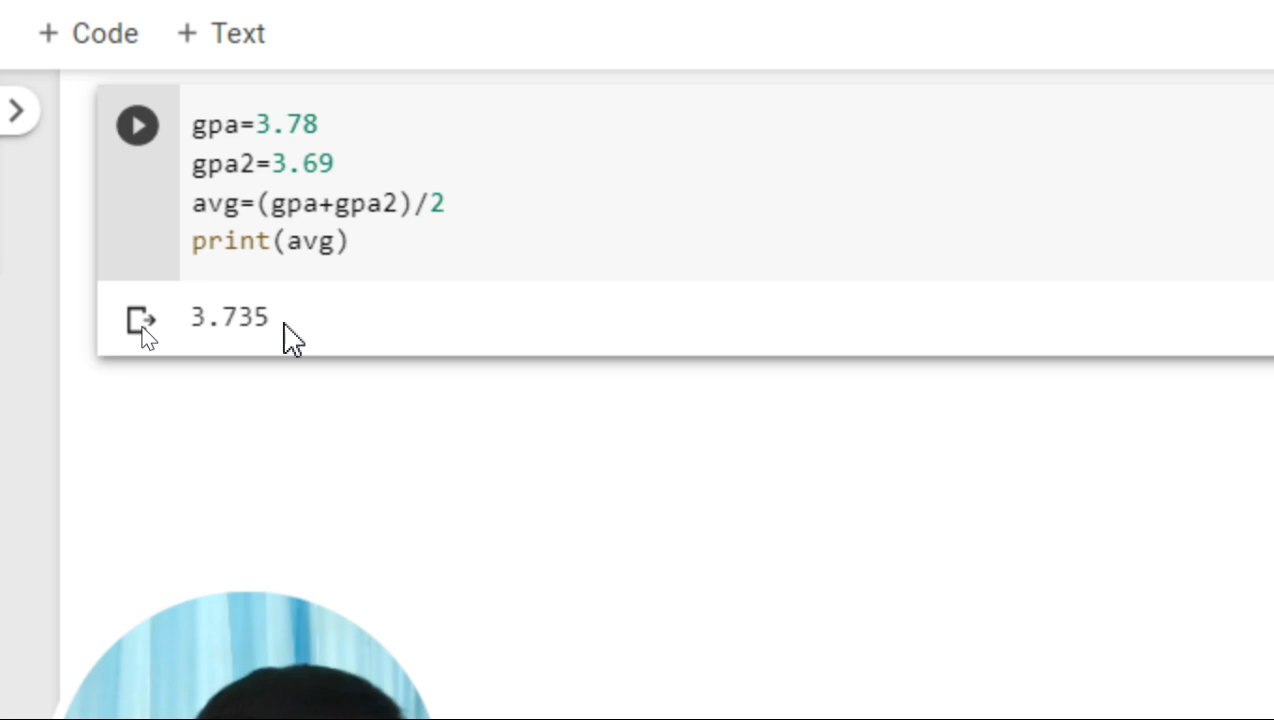 + Code + Text
gpa=3.78
gpa2=3.69
avg=(gpa+gpa2)/2
print(avg)
3.735